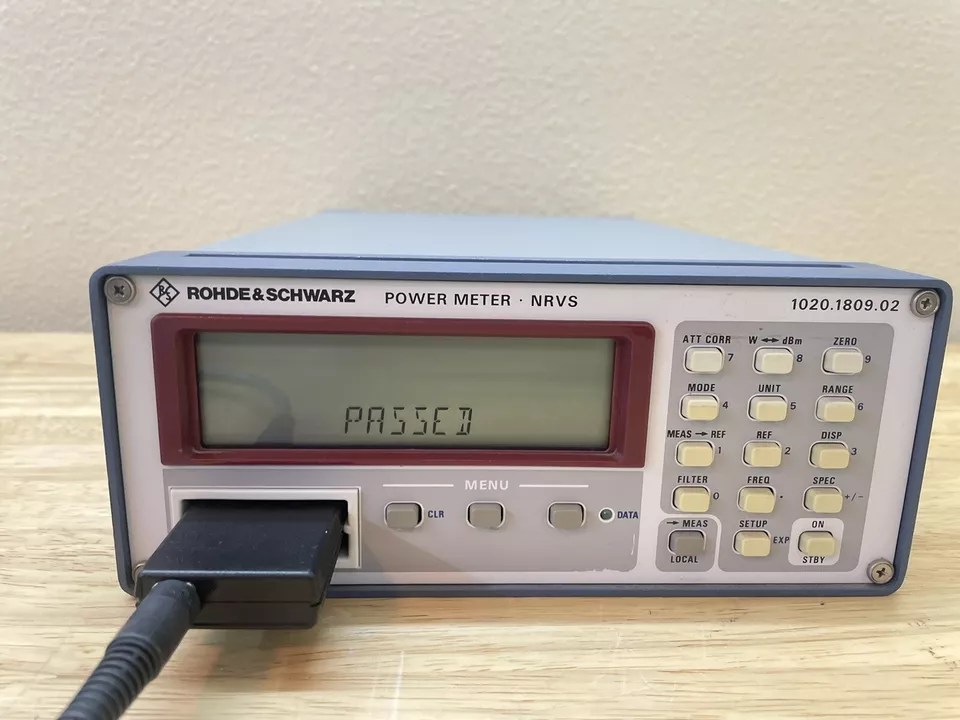 R&S ROHDE&SCHWARZ POWER METER · NRVS 1020.1809.02
PASSED
ATT CORR W ↔ dBm ZERO
7 8 9
MODE UNIT RANGE
4 5 6
MEAS → REF REF DISP
1 2 3
FILTER FREQ SPEC
0 · +/−
→ MEAS SETUP ON
EXP
LOCAL STBY
MENU
CLR DATA